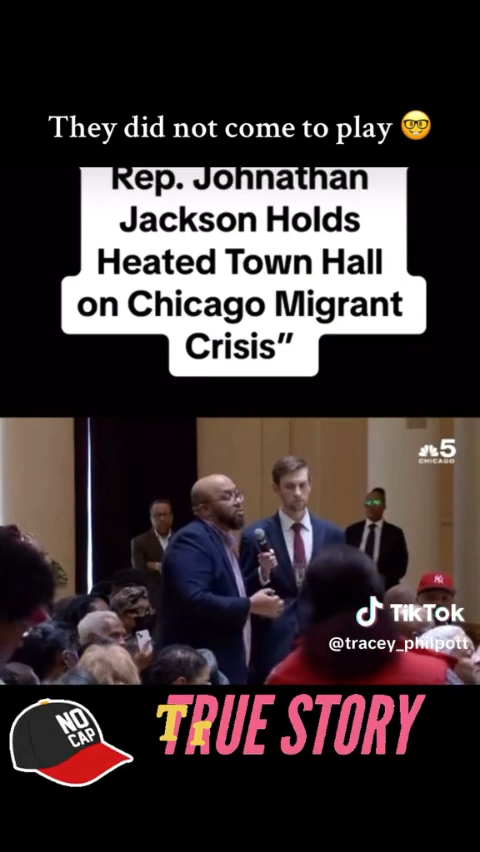 They did not come to play 🤓
Rep. Johnathan
Jackson Holds
Heated Town Hall
on Chicago Migrant
Crisis”
5
CHICAGO
TikTok
@tracey_philpott
NO
CAP
TrRUE STORY